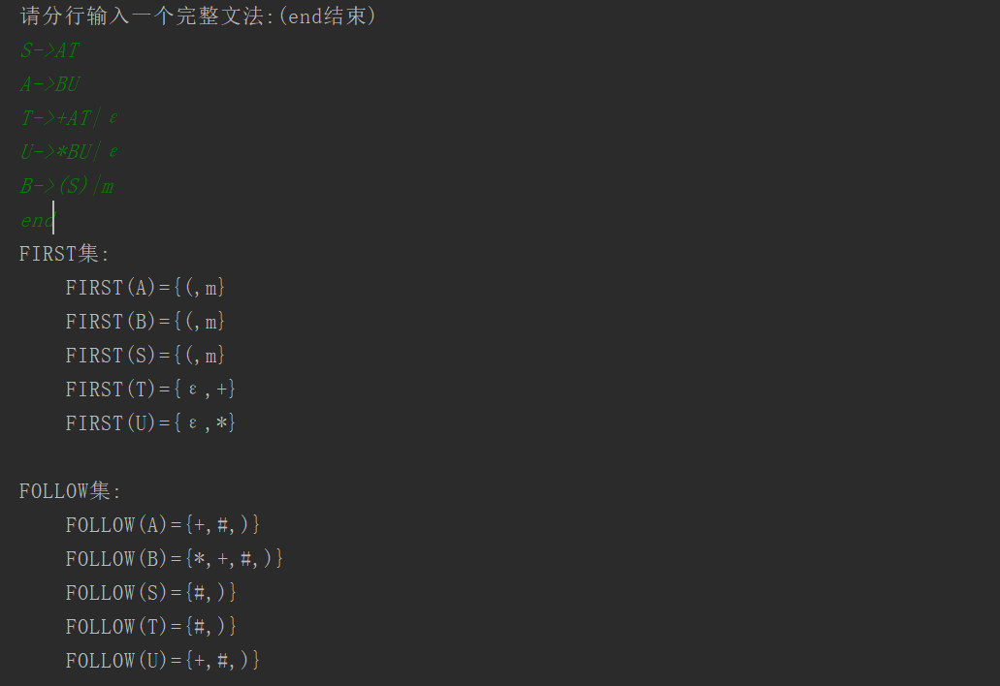 请分行输入一个完整文法:(end结束)
S->AT
A->BU
T->+AT|ε
U->*BU|ε
B->(S)|m
end
FIRST集:
FIRST(A)={(,m}
FIRST(B)={(,m}
FIRST(S)={(,m}
FIRST(T)={ε,+}
FIRST(U)={ε,*}
FOLLOW集:
FOLLOW(A)={+,#,)}
FOLLOW(B)={*,+,#,)}
FOLLOW(S)={#,)}
FOLLOW(T)={#,)}
FOLLOW(U)={+,#,)}